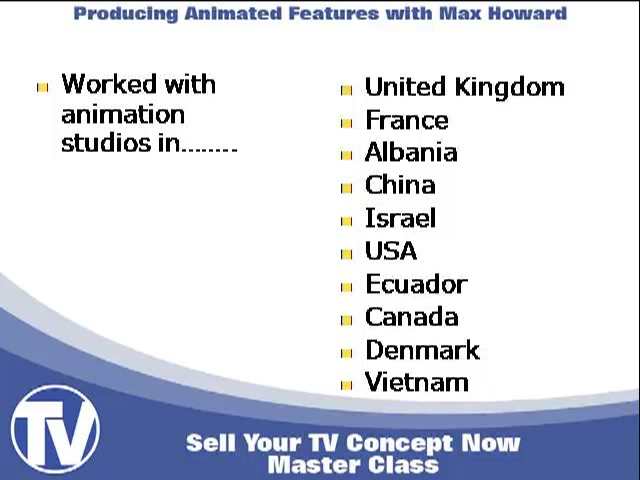 Producing Animated Features with Max Howard
Worked with
animation
studios in........
United Kingdom
France
Albania
China
Israel
USA
Ecuador
Canada
Denmark
Vietnam
TV
Sell Your TV Concept Now
Master Class